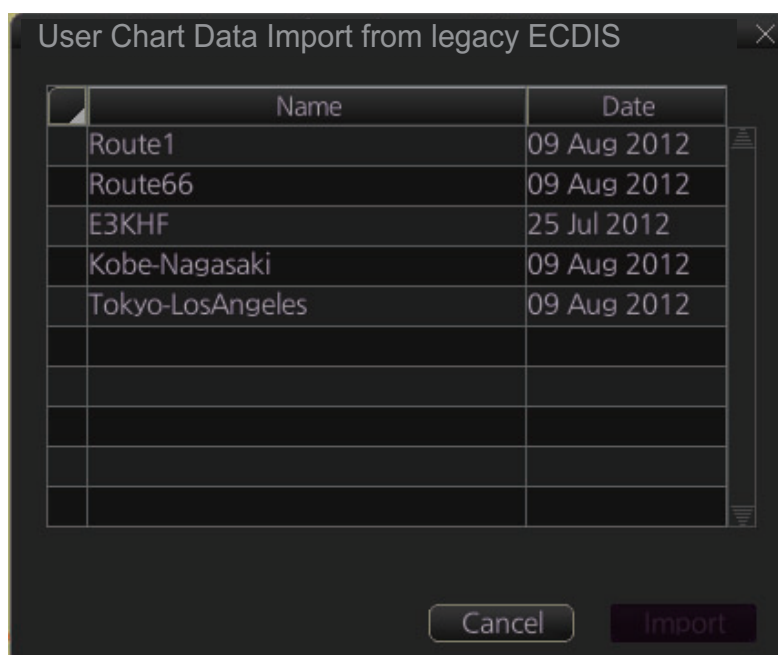 User Chart Data Import from legacy ECDIS
Name Date
Route1 09 Aug 2012
Route66 09 Aug 2012
E3KHF 25 Jul 2012
Kobe-Nagasaki 09 Aug 2012
Tokyo-LosAngeles 09 Aug 2012
Cancel Import